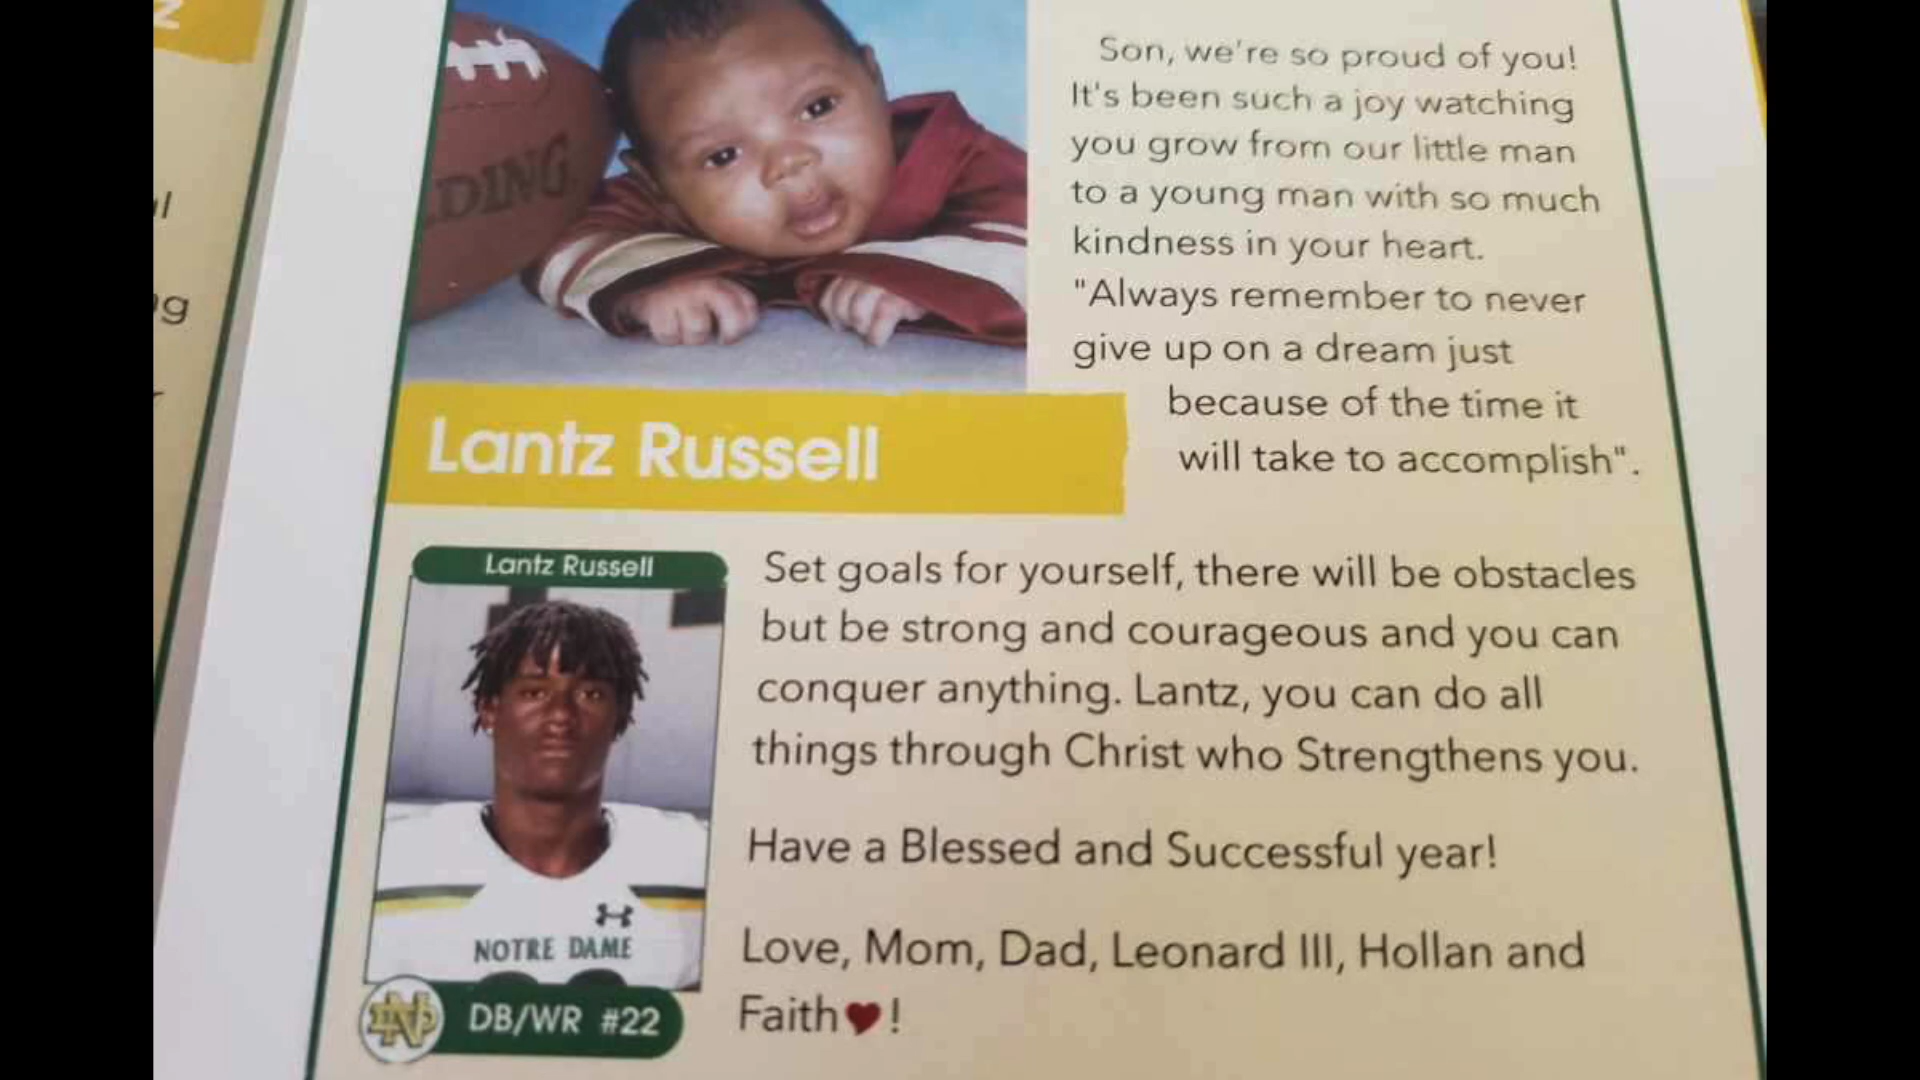 z
g
DING
Son, we're so proud of you!
It's been such a joy watching
you grow from our little man
to a young man with so much
kindness in your heart.
"Always remember to never
give up on a dream just
because of the time it
will take to accomplish".
Lantz Russell
Lantz Russell
NOTRE DAME
DB/WR #22
Set goals for yourself, there will be obstacles
but be strong and courageous and you can
conquer anything. Lantz, you can do all
things through Christ who Strengthens you.
Have a Blessed and Successful year!
Love, Mom, Dad, Leonard III, Hollan and
Faith♥!